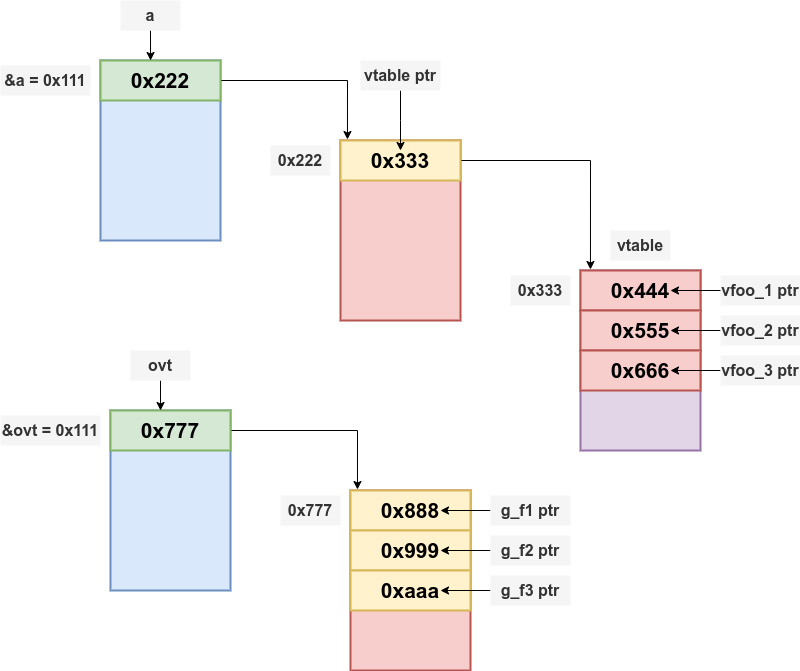 a
&a = 0x111
0x222
vtable ptr
0x222
0x333
vtable
0x333
0x444
vfoo_1 ptr
0x555
vfoo_2 ptr
0x666
vfoo_3 ptr
ovt
&ovt = 0x111
0x777
0x777
0x888
g_f1 ptr
0x999
g_f2 ptr
0xaaa
g_f3 ptr